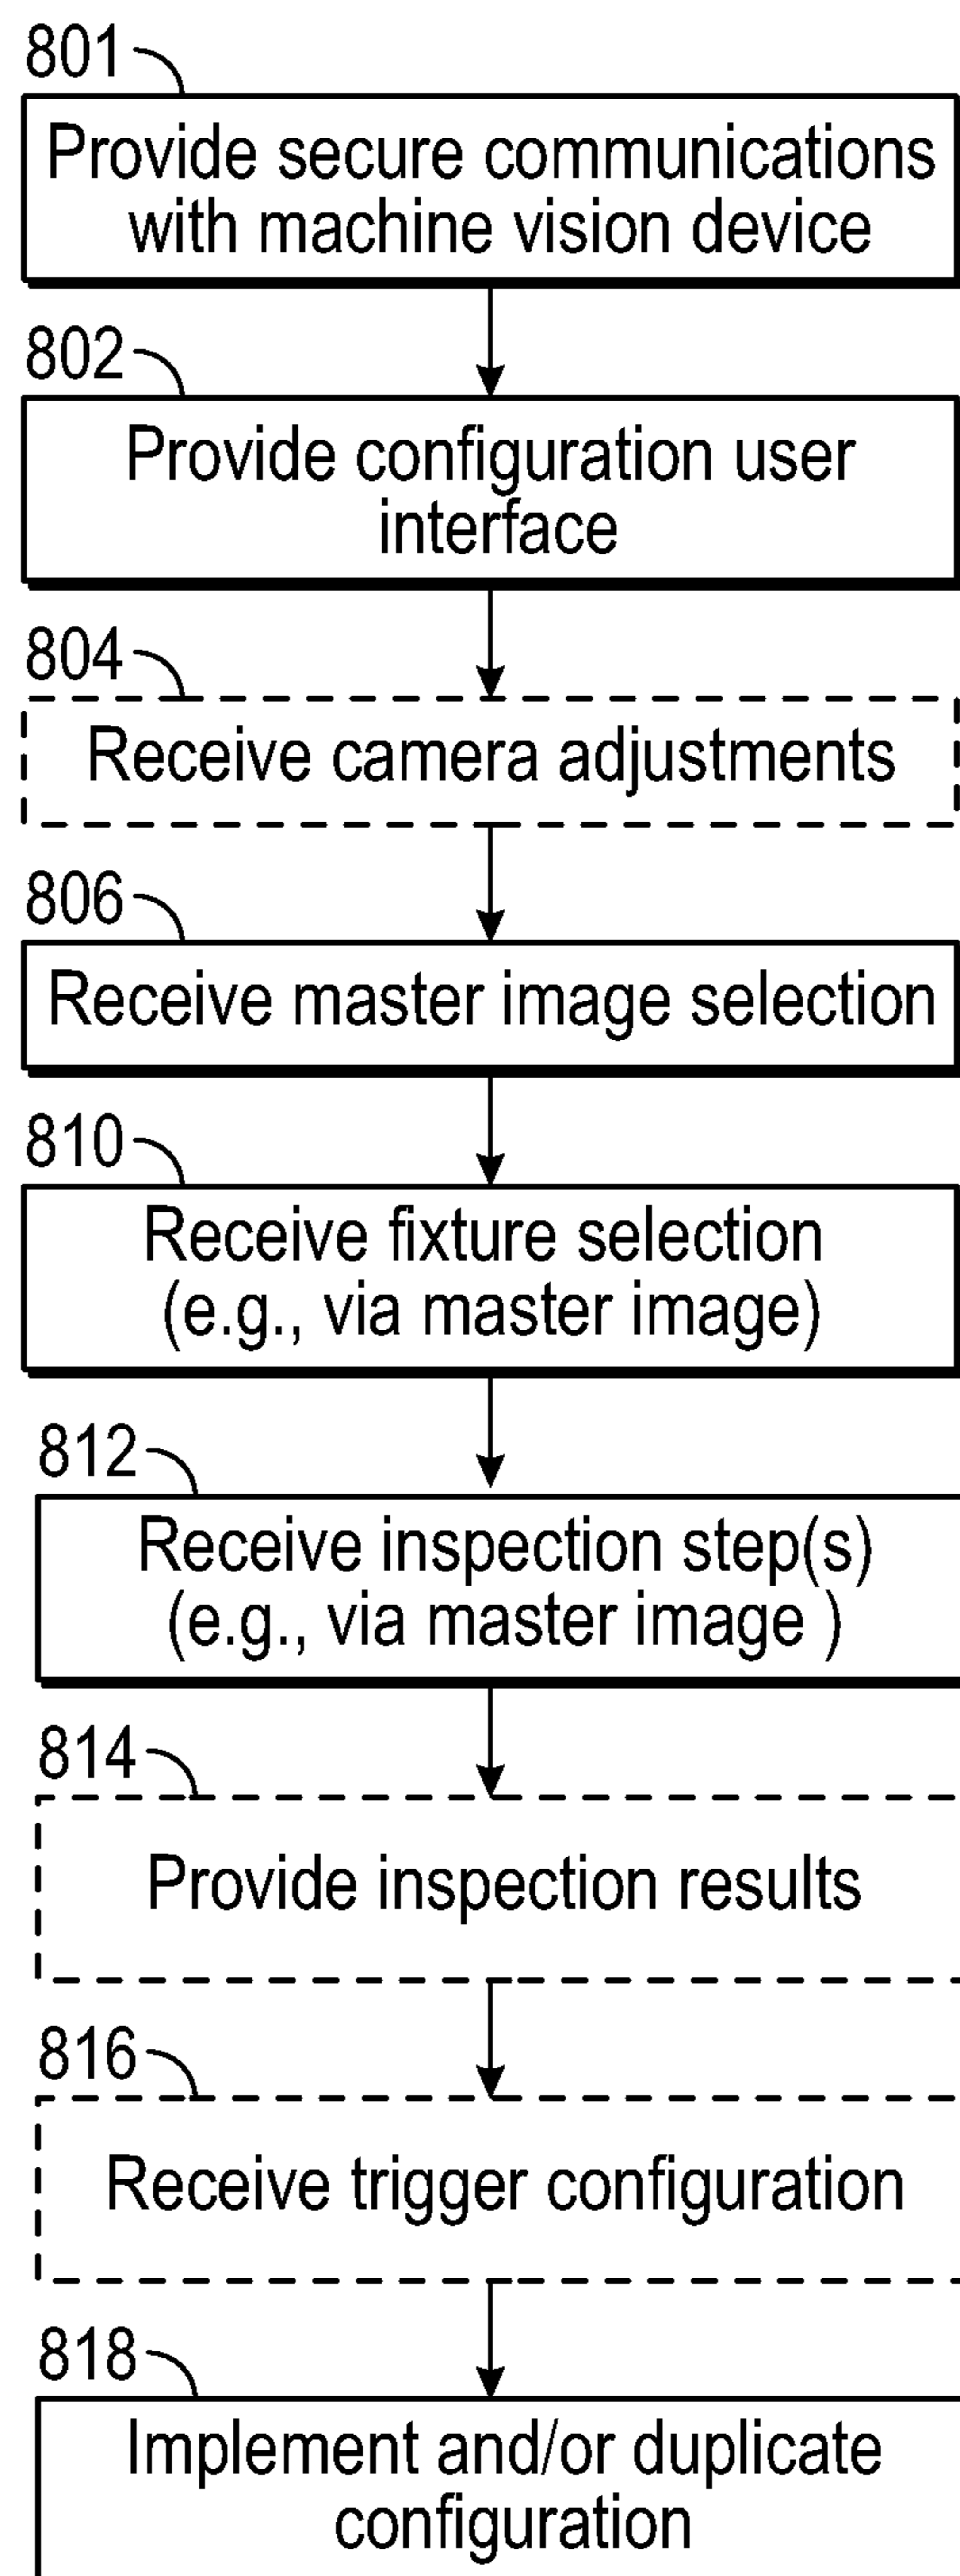 801
Provide secure communications
with machine vision device
802
Provide configuration user
interface
804
Receive camera adjustments
806
Receive master image selection
810
Receive fixture selection
(e.g., via master image)
812
Receive inspection step(s)
(e.g., via master image )
814
Provide inspection results
816
Receive trigger configuration
818
Implement and/or duplicate
configuration